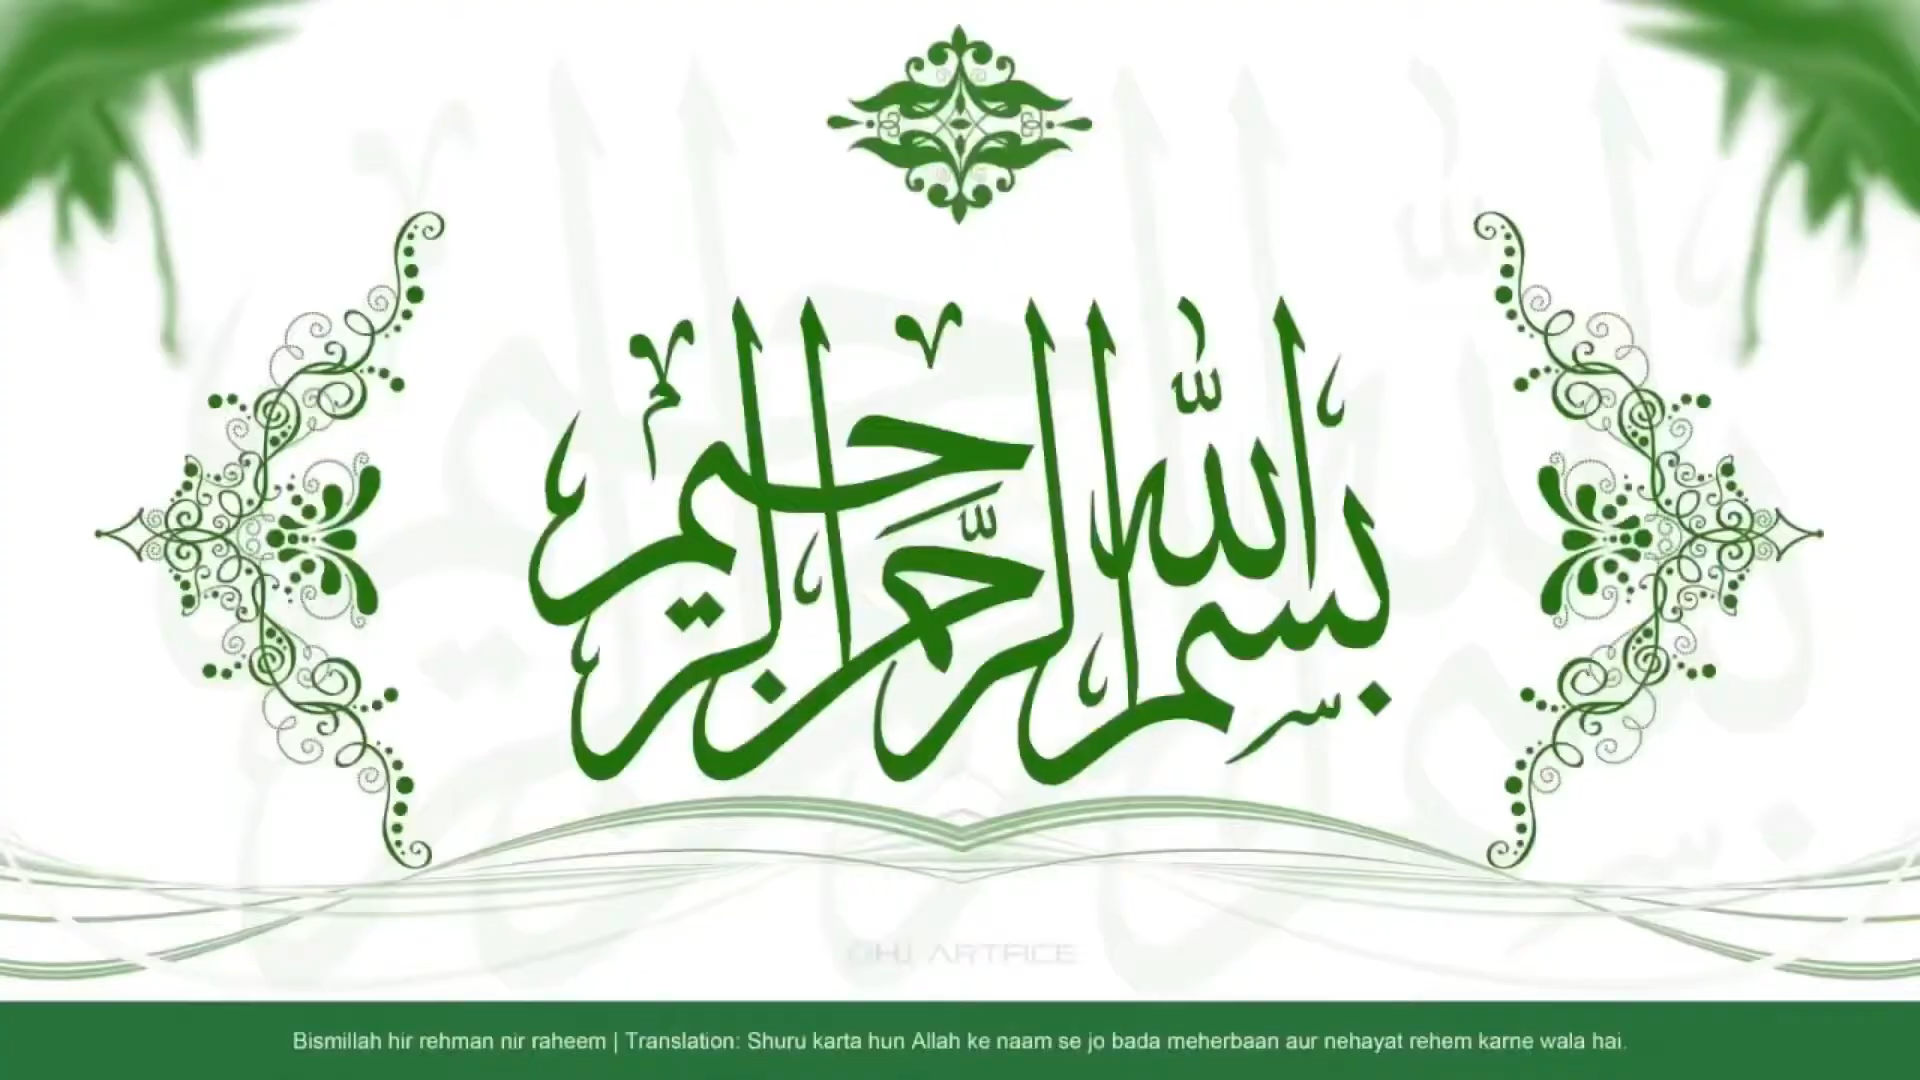 بسم الله الرحمن الرحيم
Bismillah hir rehman nir raheem | Translation: Shuru karta hun Allah ke naam se jo bada meherbaan aur nehayat rehem karne wala hai.